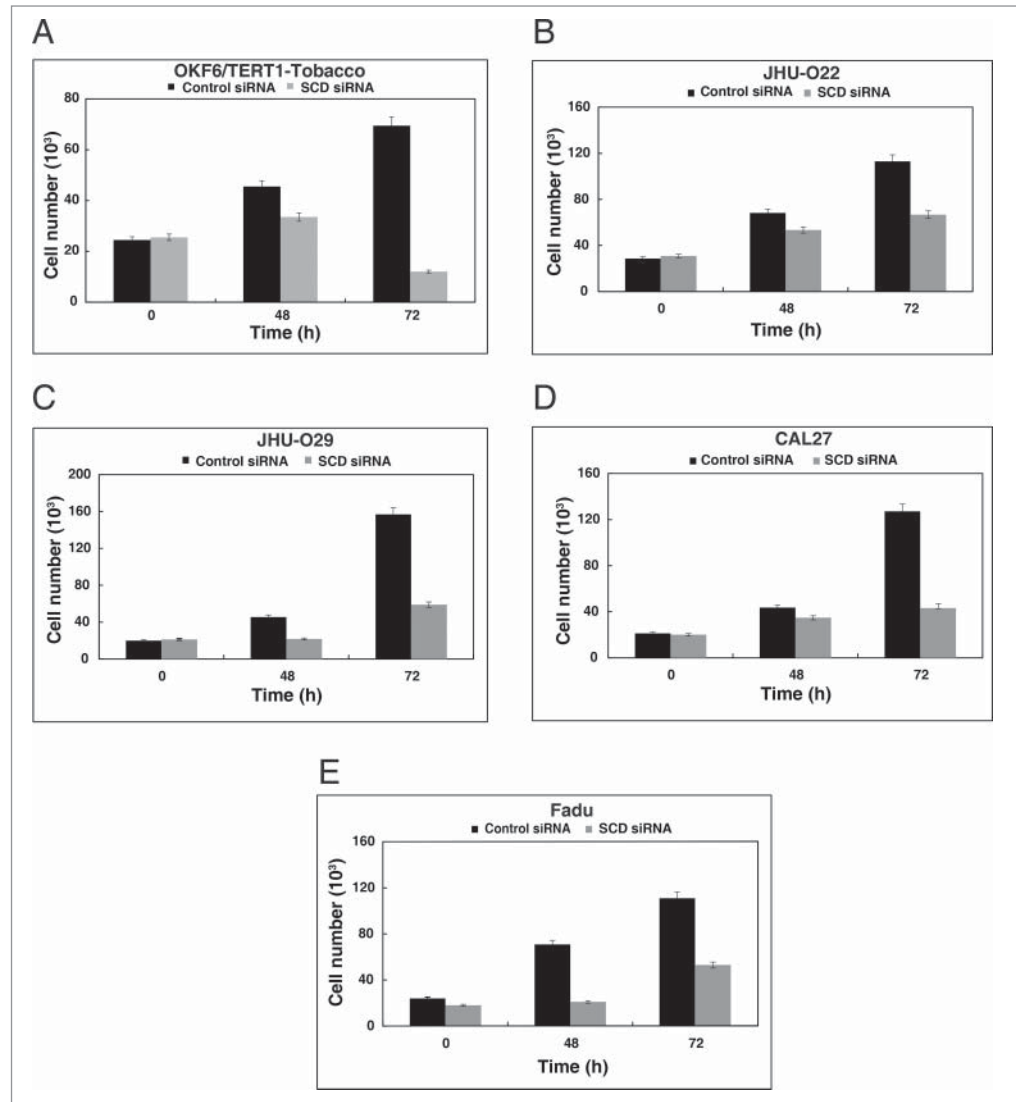 A
OKF6/TERT1-Tobacco
■ Control siRNA ■ SCD siRNA
Cell number (10³)
80
60
40
20
0
0 48 72
Time (h)
B
JHU-O22
■ Control siRNA ■ SCD siRNA
Cell number (10³)
160
120
80
40
0
0 48 72
Time (h)
C
JHU-O29
■ Control siRNA ■ SCD siRNA
Cell number (10³)
200
160
120
80
40
0
0 48 72
Time (h)
D
CAL27
■ Control siRNA ■ SCD siRNA
Cell number (10³)
160
120
80
40
0
0 48 72
Time (h)
E
Fadu
■ Control siRNA ■ SCD siRNA
Cell number (10³)
160
120
80
40
0
0 48 72
Time (h)